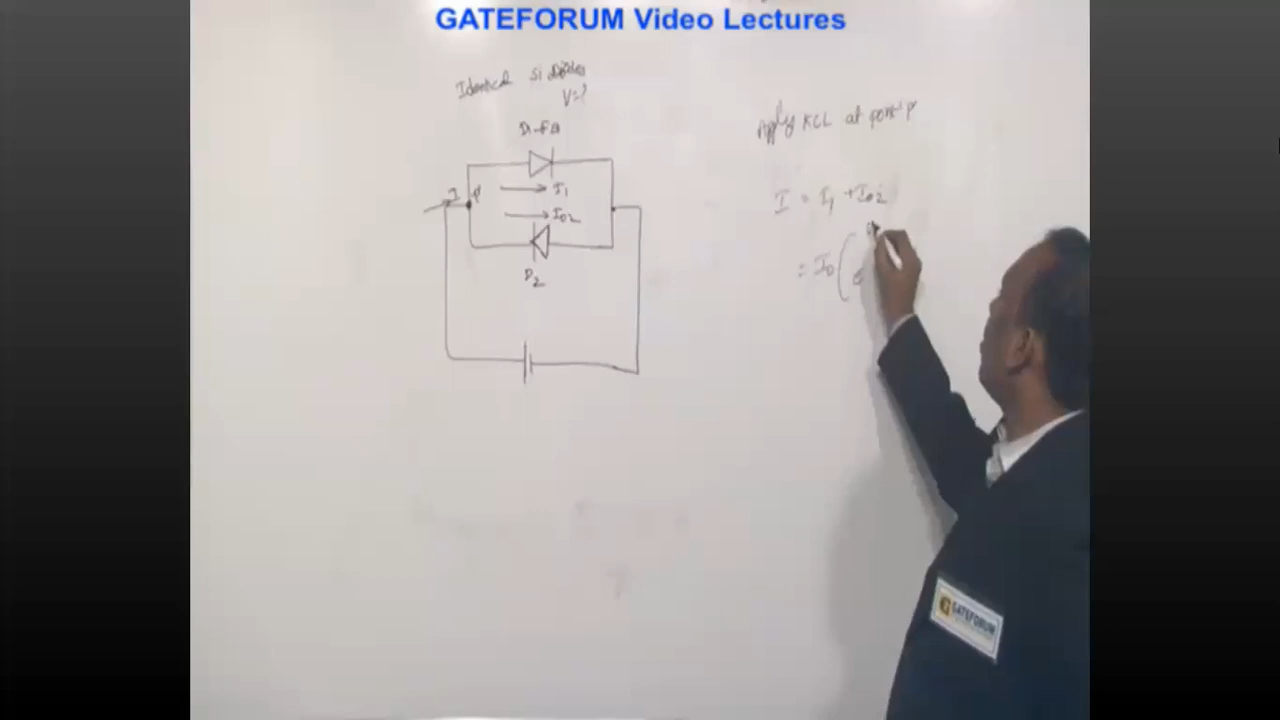 GATEFORUM Video Lectures
Identical Si diodes
V=?
D1-FB
I P
I1
I02
D2
Apply KCL at point P
I = I1 + I02
= I0 ( e
GATEFORUM